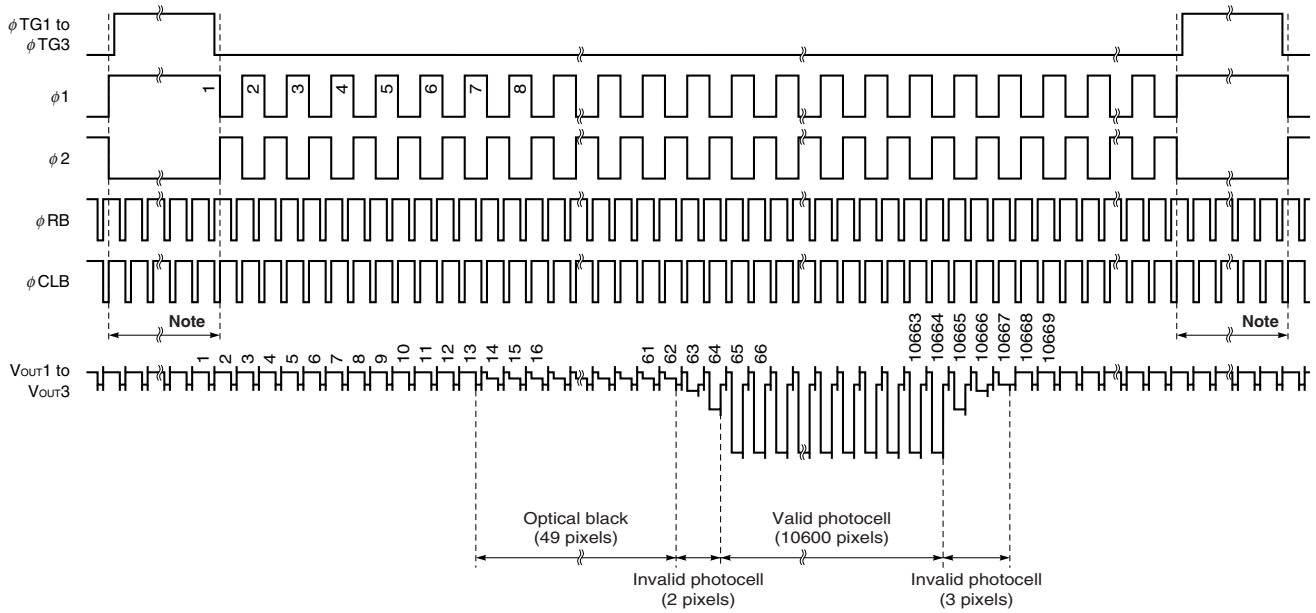 φTG1 to
φTG3
φ1
1 2 3 4 5 6 7 8
φ2
φRB
φCLB
Note Note
VOUT1 to
VOUT3
1 2 3 4 5 6 7 8 9 10 11 12 13 14 15 16 61 62 63 64 65 66 10663 10664 10665 10666 10667 10668 10669
Optical black
(49 pixels)
Valid photocell
(10600 pixels)
Invalid photocell
(2 pixels)
Invalid photocell
(3 pixels)